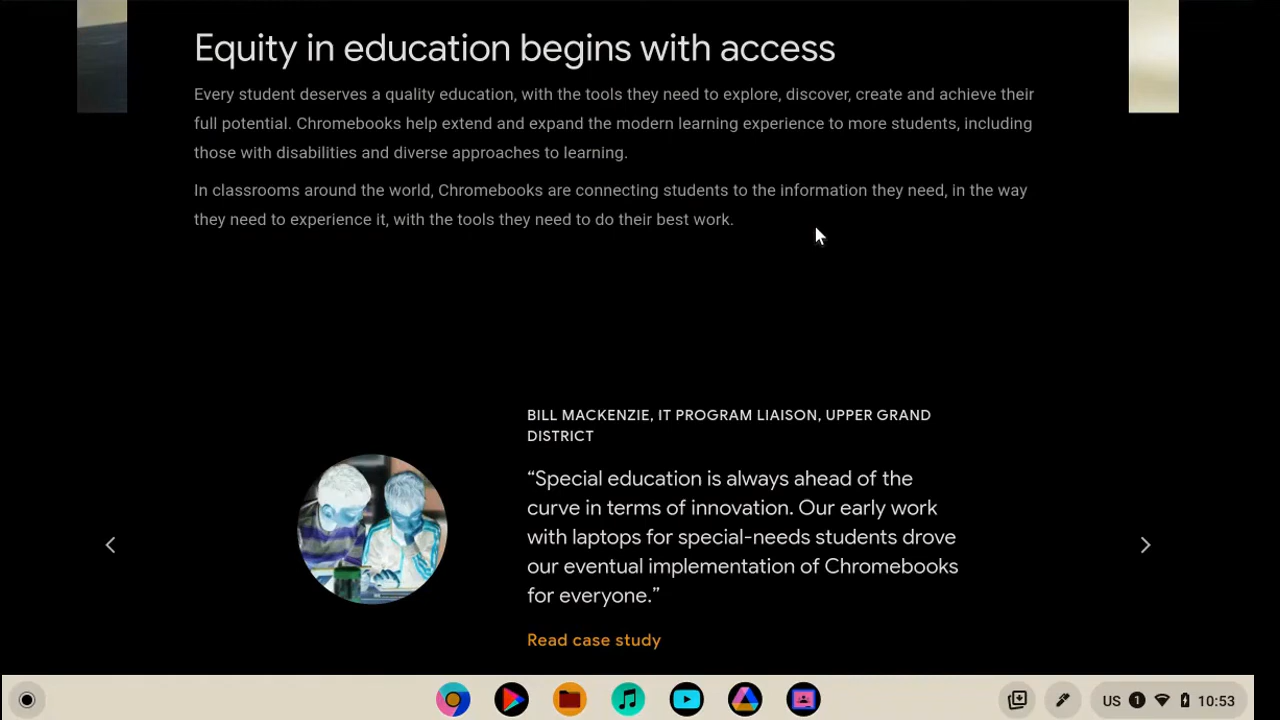 Equity in education begins with access
Every student deserves a quality education, with the tools they need to explore, discover, create and achieve their
full potential. Chromebooks help extend and expand the modern learning experience to more students, including
those with disabilities and diverse approaches to learning.
In classrooms around the world, Chromebooks are connecting students to the information they need, in the way
they need to experience it, with the tools they need to do their best work.
BILL MACKENZIE, IT PROGRAM LIAISON, UPPER GRAND
DISTRICT
“Special education is always ahead of the
curve in terms of innovation. Our early work
with laptops for special-needs students drove
our eventual implementation of Chromebooks
for everyone.”
Read case study
US 1 10:53